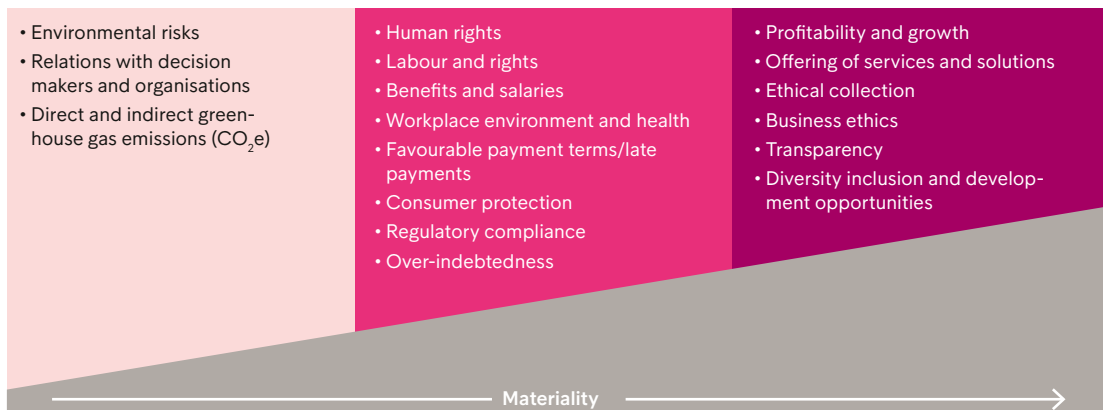 • Environmental risks
• Relations with decision
makers and organisations
• Direct and indirect green-
house gas emissions (CO₂e)
• Human rights
• Labour and rights
• Benefits and salaries
• Workplace environment and health
• Favourable payment terms/late
payments
• Consumer protection
• Regulatory compliance
• Over-indebtedness
• Profitability and growth
• Offering of services and solutions
• Ethical collection
• Business ethics
• Transparency
• Diversity inclusion and develop-
ment opportunities
Materiality